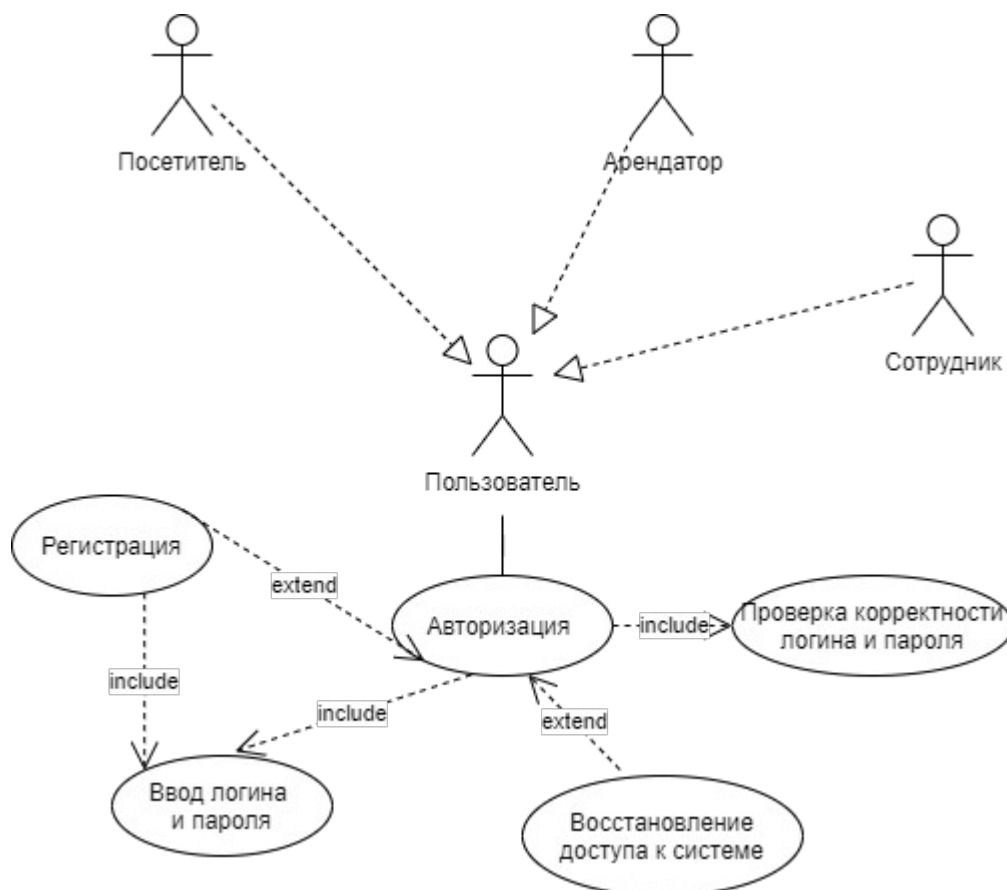 Посетитель
Арендатор
Сотрудник
Пользователь
Регистрация
extend
Авторизация
include
Проверка корректности
логина и пароля
include
include
extend
Ввод логина
и пароля
Восстановление
доступа к системе